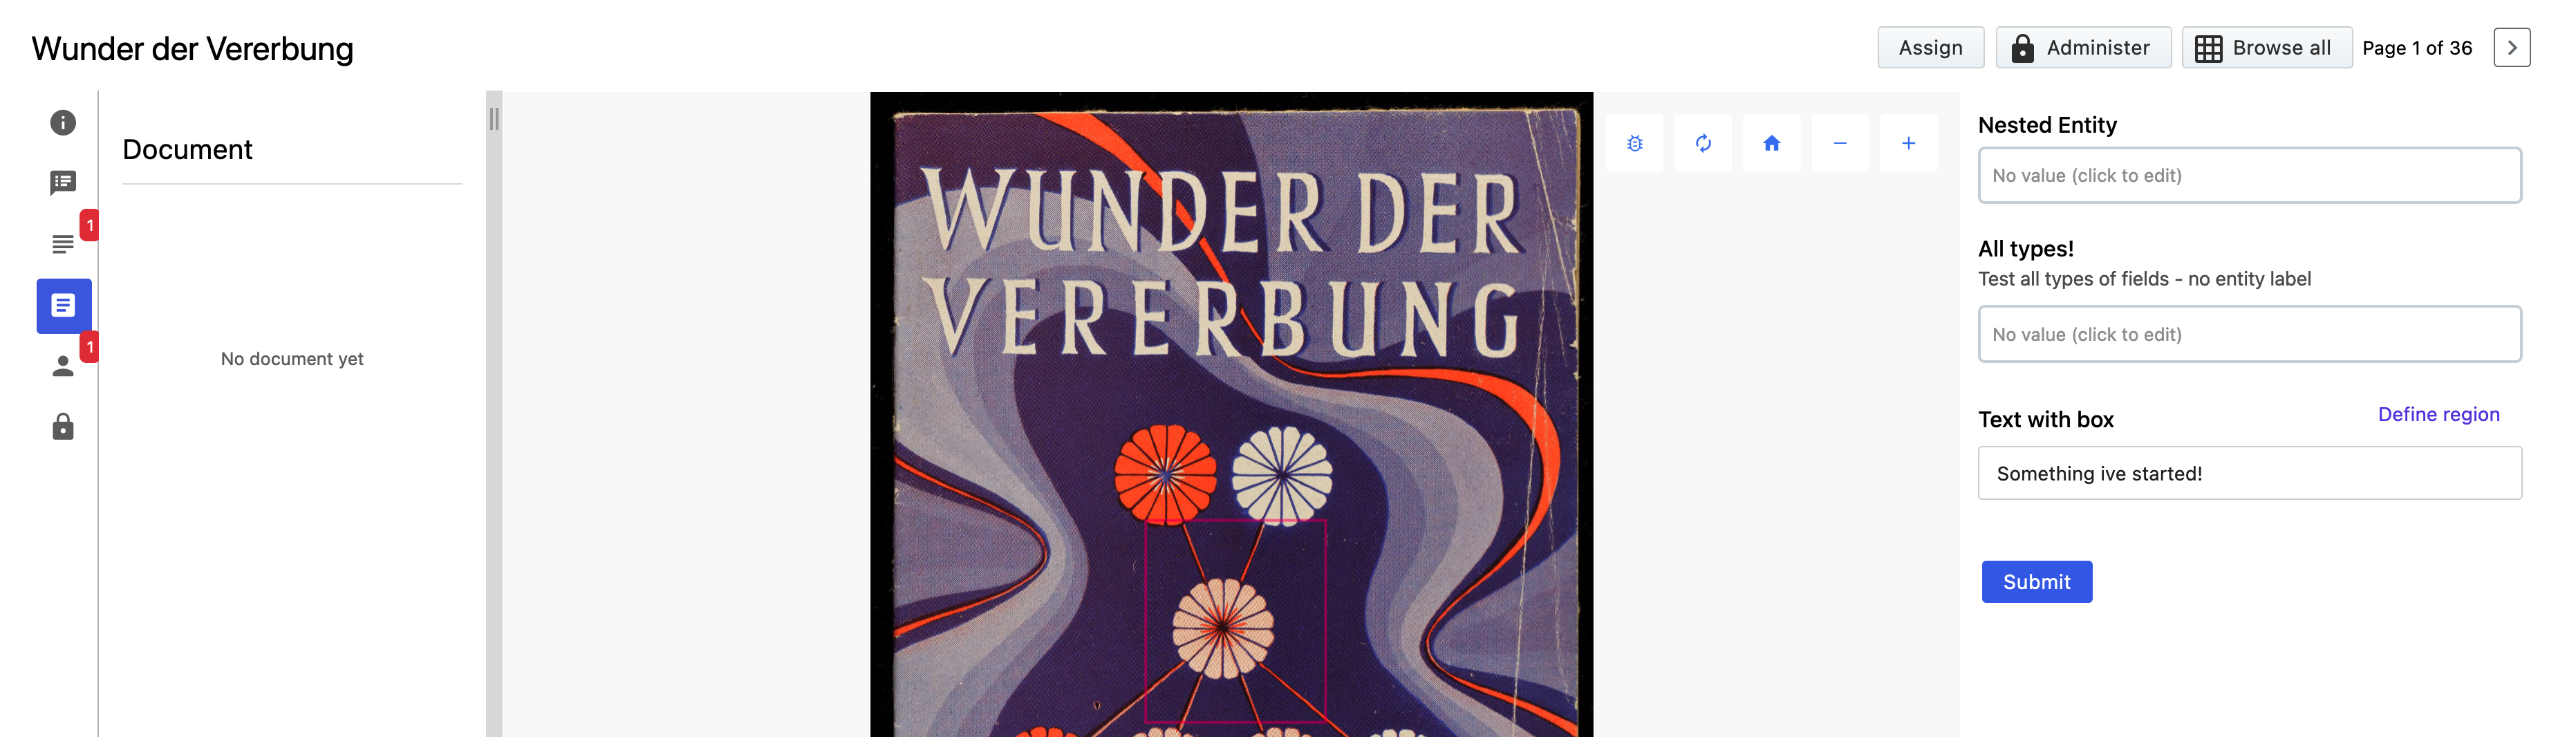 Wunder der Vererbung
Assign
Administer
Browse all
Page 1 of 36
1
1
Document
No document yet
WUNDER DER
VERERBUNG
Nested Entity
No value (click to edit)
All types!
Test all types of fields - no entity label
No value (click to edit)
Text with box
Define region
Something ive started!
Submit